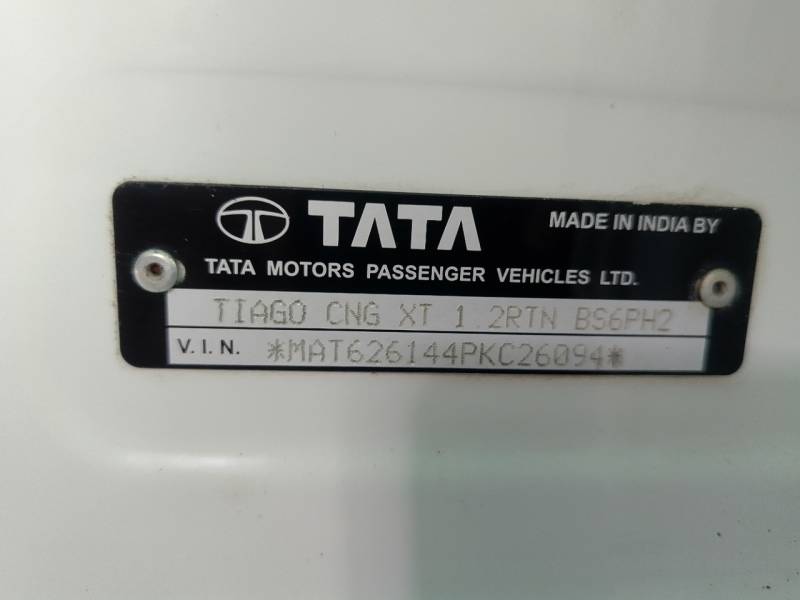 TATA MADE IN INDIA BY
TATA MOTORS PASSENGER VEHICLES LTD.
TIAGO CNG XT 1.2RTN BS6PH2
V.I.N. *MAT626144PKC26094*